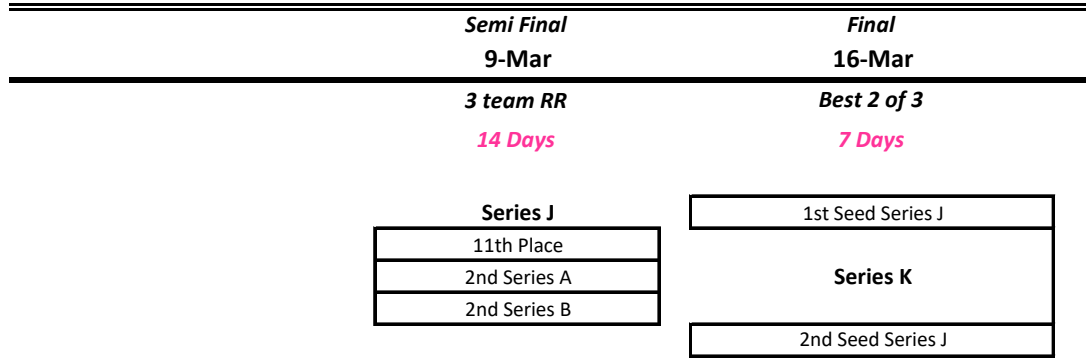 Semi Final Final
9-Mar 16-Mar
3 team RR Best 2 of 3
14 Days 7 Days
Series J 1st Seed Series J
11th Place
2nd Series A Series K
2nd Series B
2nd Seed Series J